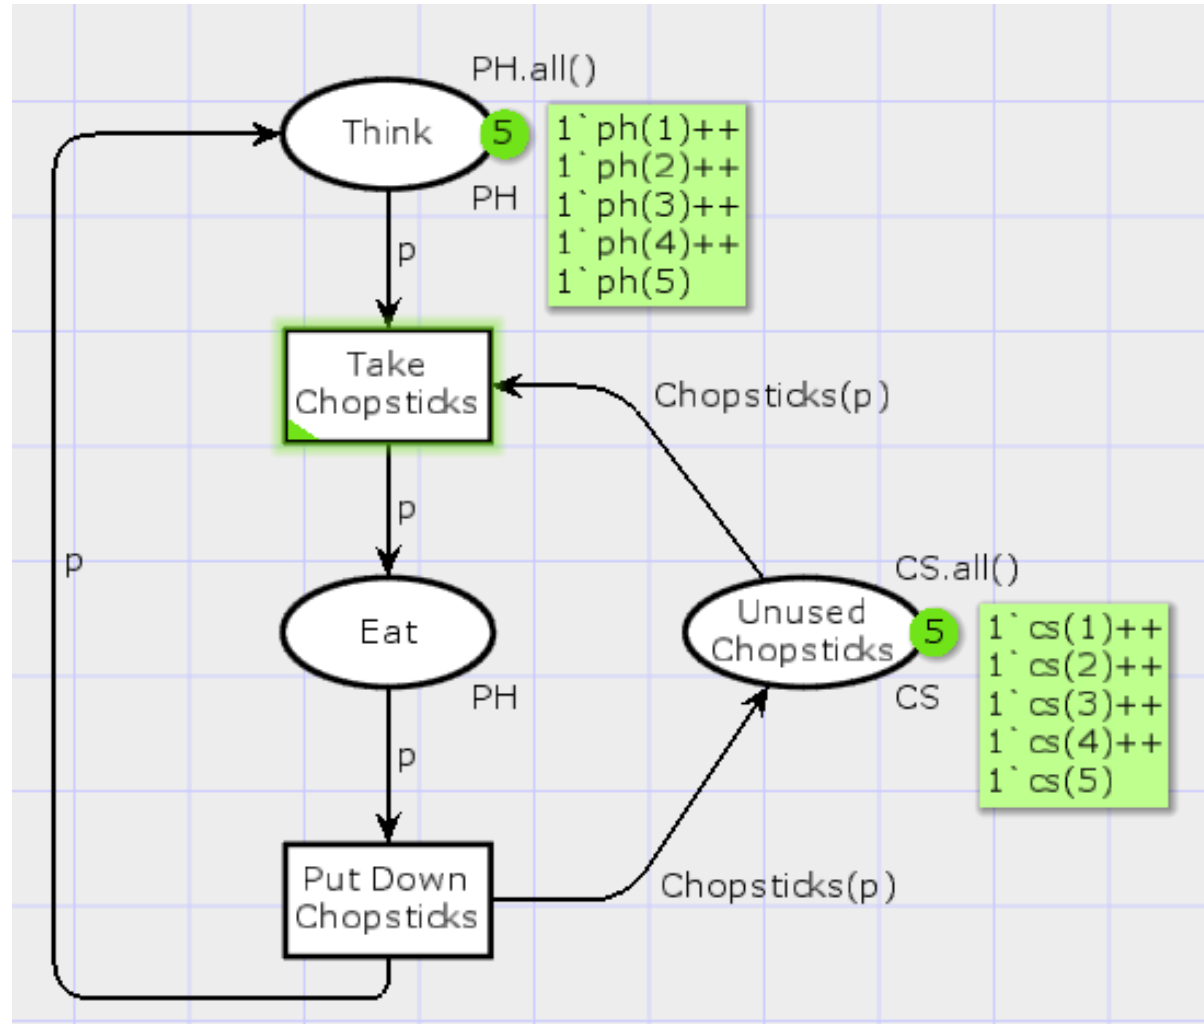 PH.all()
Think
5
1`ph(1)++
1`ph(2)++
1`ph(3)++
1`ph(4)++
1`ph(5)
PH
p
Take
Chopsticks
Chopsticks(p)
p
p
Eat
PH
CS.all()
Unused
Chopsticks
5
1`cs(1)++
1`cs(2)++
1`cs(3)++
1`cs(4)++
1`cs(5)
CS
p
Put Down
Chopsticks
Chopsticks(p)